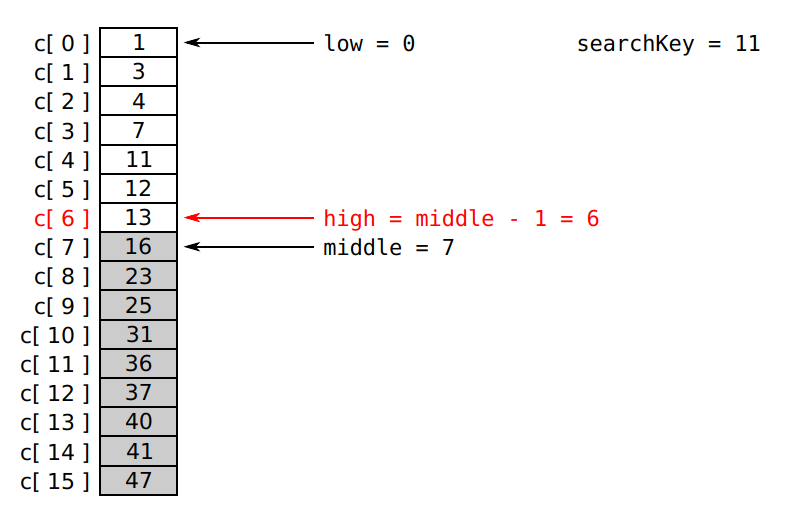 c[ 0 ] 1 low = 0 searchKey = 11
c[ 1 ] 3
c[ 2 ] 4
c[ 3 ] 7
c[ 4 ] 11
c[ 5 ] 12
c[ 6 ] 13 high = middle - 1 = 6
c[ 7 ] 16 middle = 7
c[ 8 ] 23
c[ 9 ] 25
c[ 10 ] 31
c[ 11 ] 36
c[ 12 ] 37
c[ 13 ] 40
c[ 14 ] 41
c[ 15 ] 47